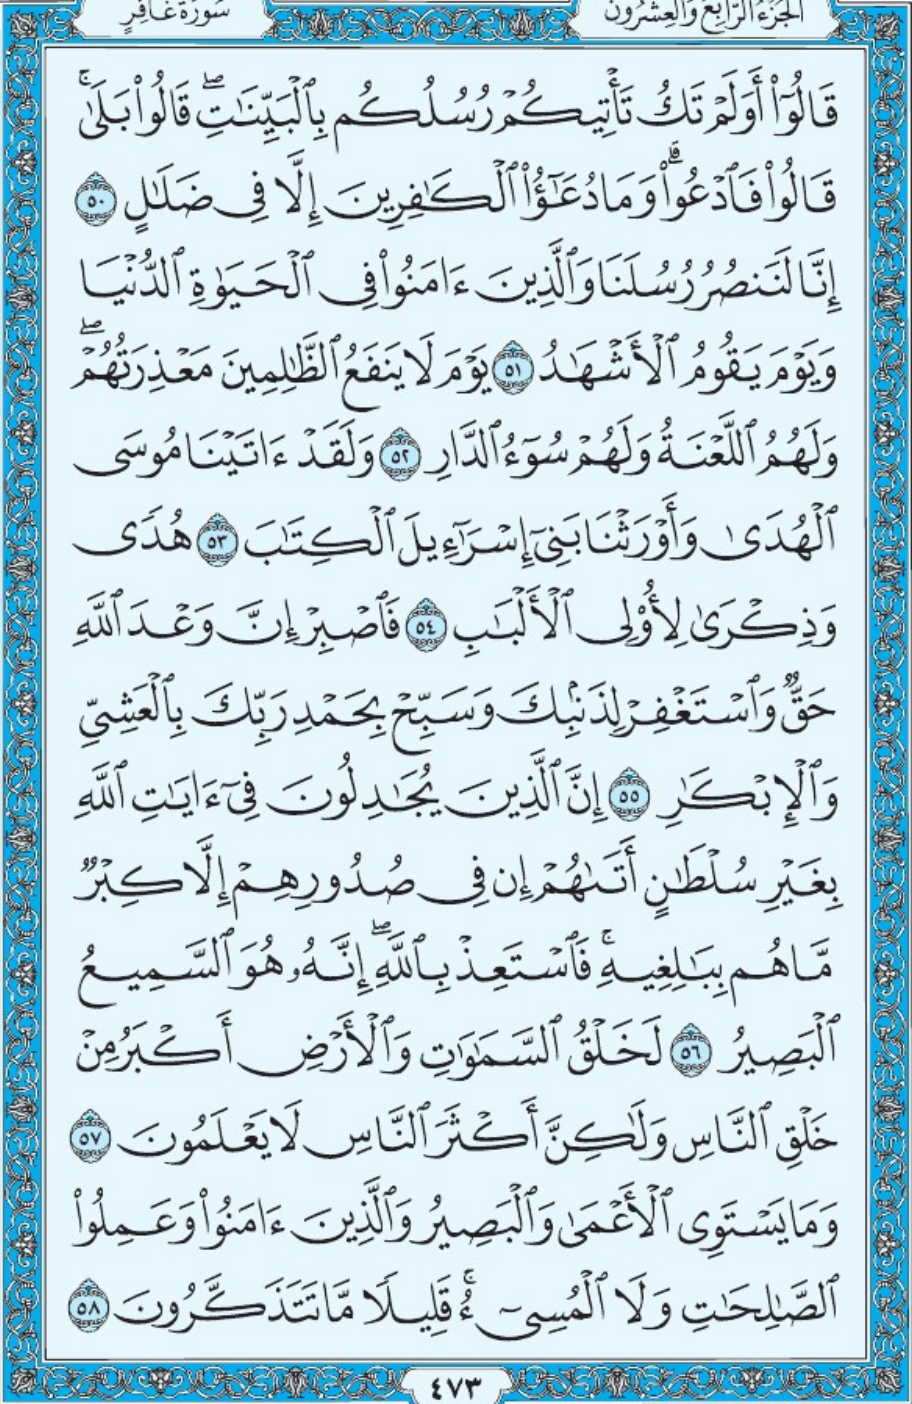 سُورَةُ غَافِرٍ
الجُزْءُ الرَّابِعُ وَالعِشْرُونَ
قَالُوٓا۟ أَوَلَمْ تَكُ تَأْتِيكُمْ رُسُلُكُم بِٱلْبَيِّنَٰتِ ۖ قَالُوا۟ بَلَىٰ ۚ
قَالُوا۟ فَٱدْعُوا۟ ۗ وَمَا دُعَٰٓؤُا۟ ٱلْكَٰفِرِينَ إِلَّا فِى ضَلَٰلٍ ٥٠
إِنَّا لَنَنصُرُ رُسُلَنَا وَٱلَّذِينَ ءَامَنُوا۟ فِى ٱلْحَيَوٰةِ ٱلدُّنْيَا
وَيَوْمَ يَقُومُ ٱلْأَشْهَٰدُ ٥١ يَوْمَ لَا يَنفَعُ ٱلظَّٰلِمِينَ مَعْذِرَتُهُمْ ۖ
وَلَهُمُ ٱللَّعْنَةُ وَلَهُمْ سُوٓءُ ٱلدَّارِ ٥٢ وَلَقَدْ ءَاتَيْنَا مُوسَى
ٱلْهُدَىٰ وَأَوْرَثْنَا بَنِىٓ إِسْرَٰٓءِيلَ ٱلْكِتَٰبَ ٥٣ هُدًى
وَذِكْرَىٰ لِأُو۟لِى ٱلْأَلْبَٰبِ ٥٤ فَٱصْبِرْ إِنَّ وَعْدَ ٱللَّهِ
حَقٌّ وَٱسْتَغْفِرْ لِذَنۢبِكَ وَسَبِّحْ بِحَمْدِ رَبِّكَ بِٱلْعَشِىِّ
وَٱلْإِبْكَٰرِ ٥٥ إِنَّ ٱلَّذِينَ يُجَٰدِلُونَ فِىٓ ءَايَٰتِ ٱللَّهِ
بِغَيْرِ سُلْطَٰنٍ أَتَىٰهُمْ إِن فِى صُدُورِهِمْ إِلَّا كِبْرٌ
مَّا هُم بِبَٰلِغِيهِ ۚ فَٱسْتَعِذْ بِٱللَّهِ ۖ إِنَّهُۥ هُوَ ٱلسَّمِيعُ
ٱلْبَصِيرُ ٥٦ لَخَلْقُ ٱلسَّمَٰوَٰتِ وَٱلْأَرْضِ أَكْبَرُ مِنْ
خَلْقِ ٱلنَّاسِ وَلَٰكِنَّ أَكْثَرَ ٱلنَّاسِ لَا يَعْلَمُونَ ٥٧
وَمَا يَسْتَوِى ٱلْأَعْمَىٰ وَٱلْبَصِيرُ وَٱلَّذِينَ ءَامَنُوا۟ وَعَمِلُوا۟
ٱلصَّٰلِحَٰتِ وَلَا ٱلْمُسِىٓءُ ۚ قَلِيلًا مَّا تَتَذَكَّرُونَ ٥٨
٤٧٣